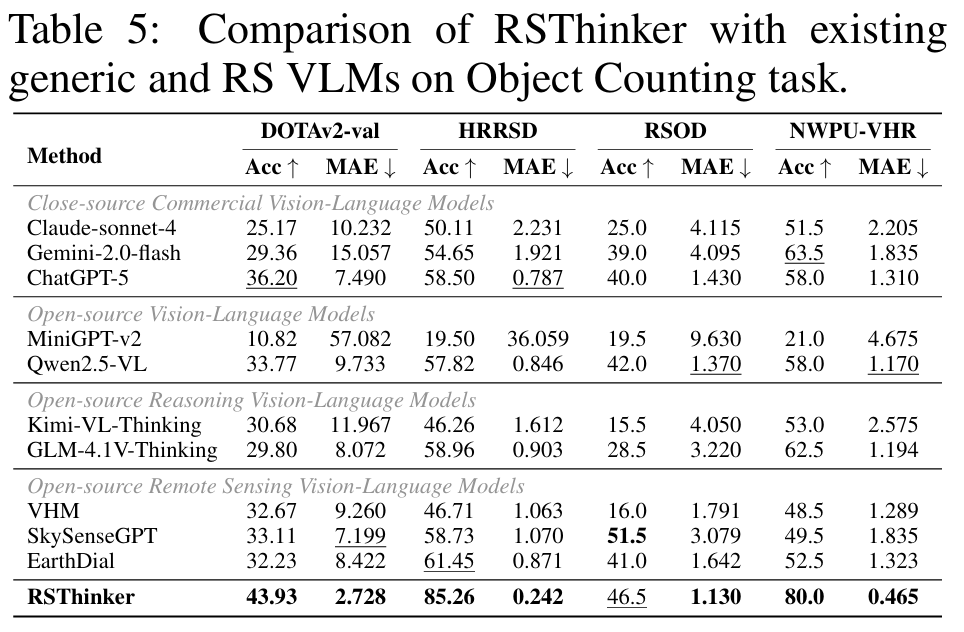 Table 5: Comparison of RSThinker with existing
generic and RS VLMs on Object Counting task.
Method DOTAv2-val HRRSD RSOD NWPU-VHR
Acc ↑ MAE ↓ Acc ↑ MAE ↓ Acc ↑ MAE ↓ Acc ↑ MAE ↓
Close-source Commercial Vision-Language Models
Claude-sonnet-4 25.17 10.232 50.11 2.231 25.0 4.115 51.5 2.205
Gemini-2.0-flash 29.36 15.057 54.65 1.921 39.0 4.095 63.5 1.835
ChatGPT-5 36.20 7.490 58.50 0.787 40.0 1.430 58.0 1.310
Open-source Vision-Language Models
MiniGPT-v2 10.82 57.082 19.50 36.059 19.5 9.630 21.0 4.675
Qwen2.5-VL 33.77 9.733 57.82 0.846 42.0 1.370 58.0 1.170
Open-source Reasoning Vision-Language Models
Kimi-VL-Thinking 30.68 11.967 46.26 1.612 15.5 4.050 53.0 2.575
GLM-4.1V-Thinking 29.80 8.072 58.96 0.903 28.5 3.220 62.5 1.194
Open-source Remote Sensing Vision-Language Models
VHM 32.67 9.260 46.71 1.063 16.0 1.791 48.5 1.289
SkySenseGPT 33.11 7.199 58.73 1.070 51.5 3.079 49.5 1.835
EarthDial 32.23 8.422 61.45 0.871 41.0 1.642 52.5 1.323
RSThinker 43.93 2.728 85.26 0.242 46.5 1.130 80.0 0.465